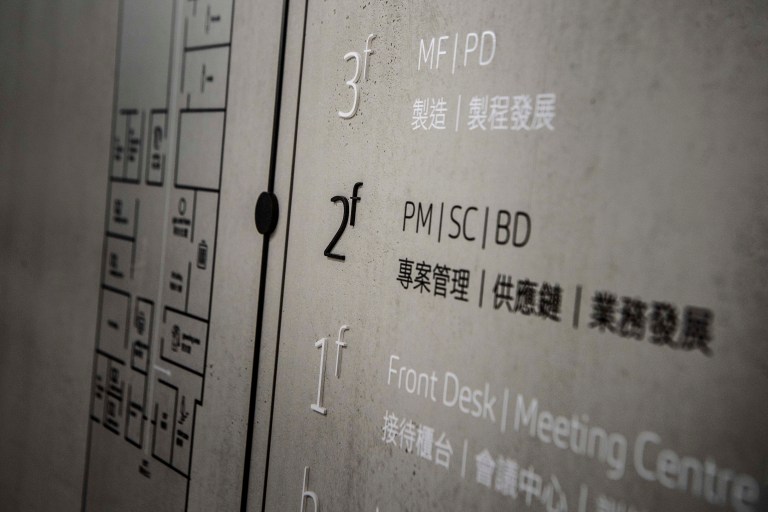 3f MF|PD
製造|製程發展
2f PM|SC|BD
專案管理|供應鏈|業務發展
1f Front Desk|Meeting Centre
接待櫃台|會議中心|
b